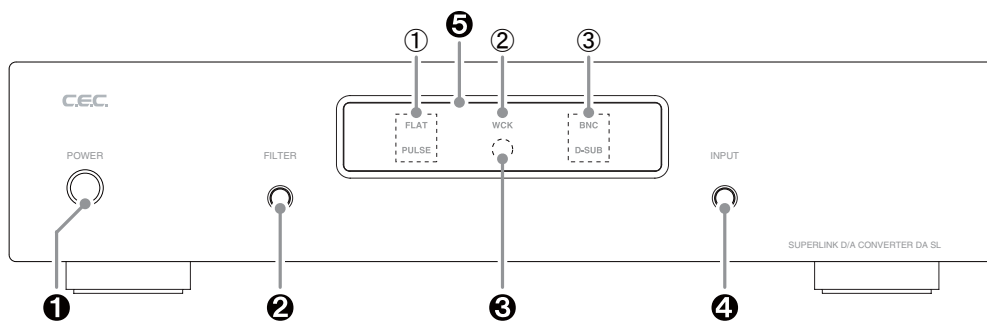 ① ❺ ② ③
C.E.C.
FLAT WCK BNC
PULSE D-SUB
POWER FILTER INPUT
SUPERLINK D/A CONVERTER DA SL
❶ ❷ ❸ ❹